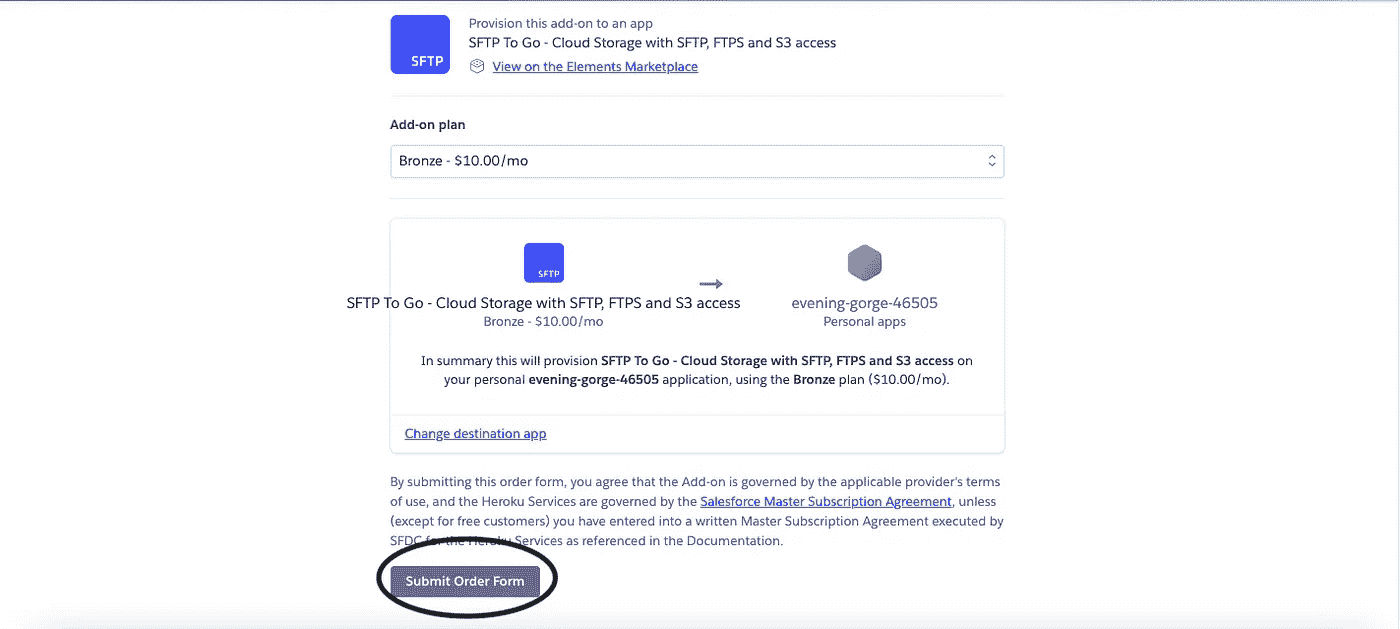 Provision this add-on to an app
SFTP
SFTP To Go - Cloud Storage with SFTP, FTPS and S3 access
View on the Elements Marketplace
Add-on plan
Bronze - $10.00/mo
SFTP
SFTP To Go - Cloud Storage with SFTP, FTPS and S3 access
Bronze - $10.00/mo
evening-gorge-46505
Personal apps
In summary this will provision SFTP To Go - Cloud Storage with SFTP, FTPS and S3 access on
your personal evening-gorge-46505 application, using the Bronze plan ($10.00/mo).
Change destination app
By submitting this order form, you agree that the Add-on is governed by the applicable provider's terms
of use, and the Heroku Services are governed by the Salesforce Master Subscription Agreement, unless
(except for free customers) you have entered into a written Master Subscription Agreement executed by
SFDC for the Heroku Services as referenced in the Documentation.
Submit Order Form